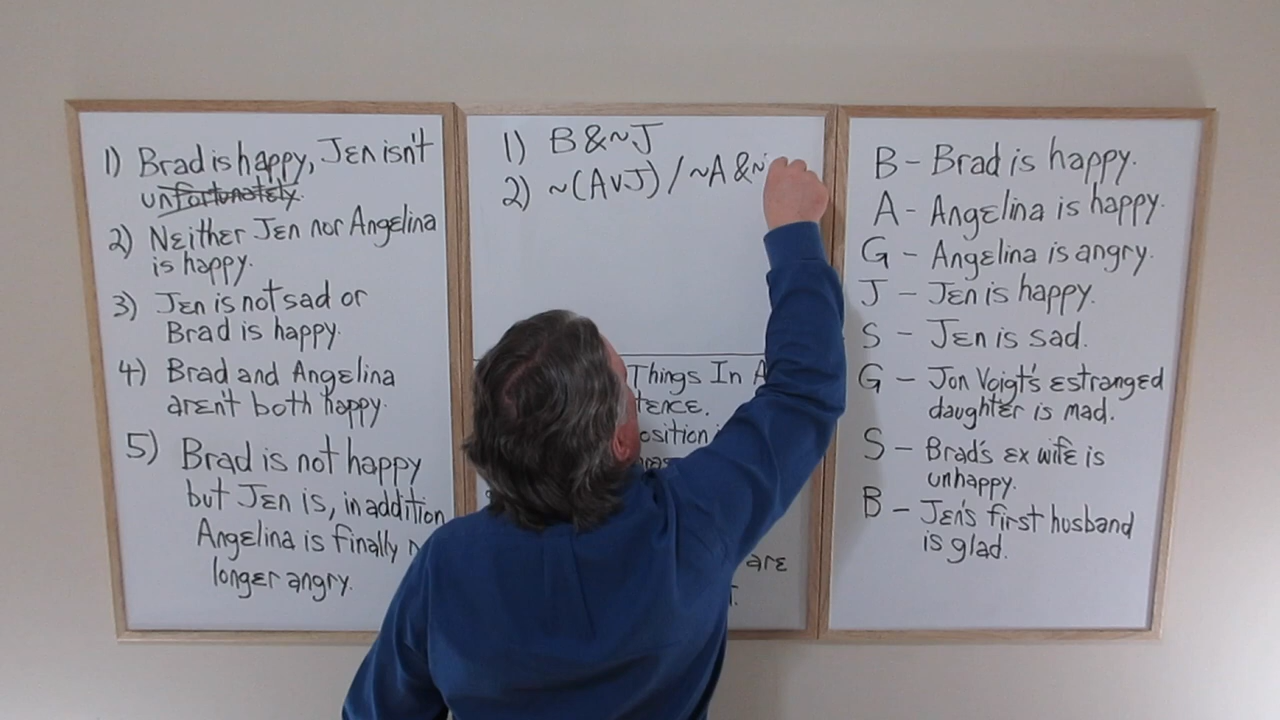 1) Brad is happy, Jen isn't
unfortunately.
2) Neither Jen nor Angelina
is happy.
3) Jen is not sad or
Brad is happy.
4) Brad and Angelina
aren't both happy.
5) Brad is not happy
but Jen is, in addition
Angelina is finally
longer angry.
1) B & ~J
2) ~(A v J) / ~A & ~
Things In A
osition
are
B - Brad is happy.
A - Angelina is happy.
G - Angelina is angry.
J - Jen is happy.
S - Jen is sad.
G - Jon Voigt's estranged
daughter is mad.
S - Brad's ex wife is
unhappy.
B - Jen's first husband
is glad.